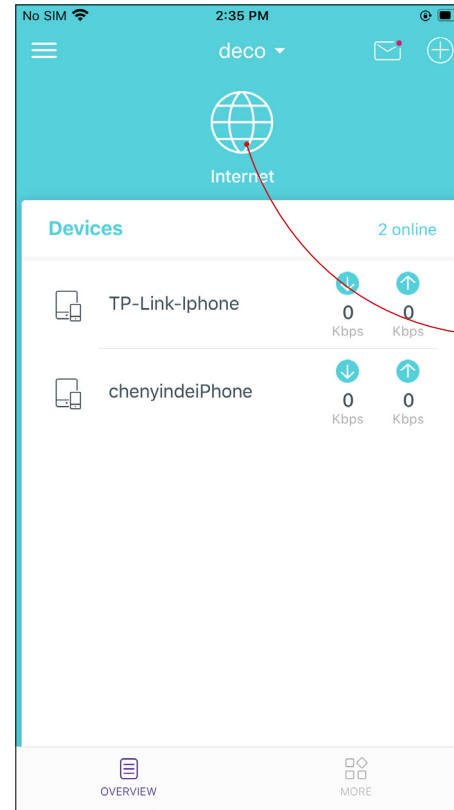 No SIM 2:35 PM
deco
Internet
Devices 2 online
TP-Link-Iphone 0 0
Kbps Kbps
chenyindeiPhone 0 0
Kbps Kbps
OVERVIEW MORE